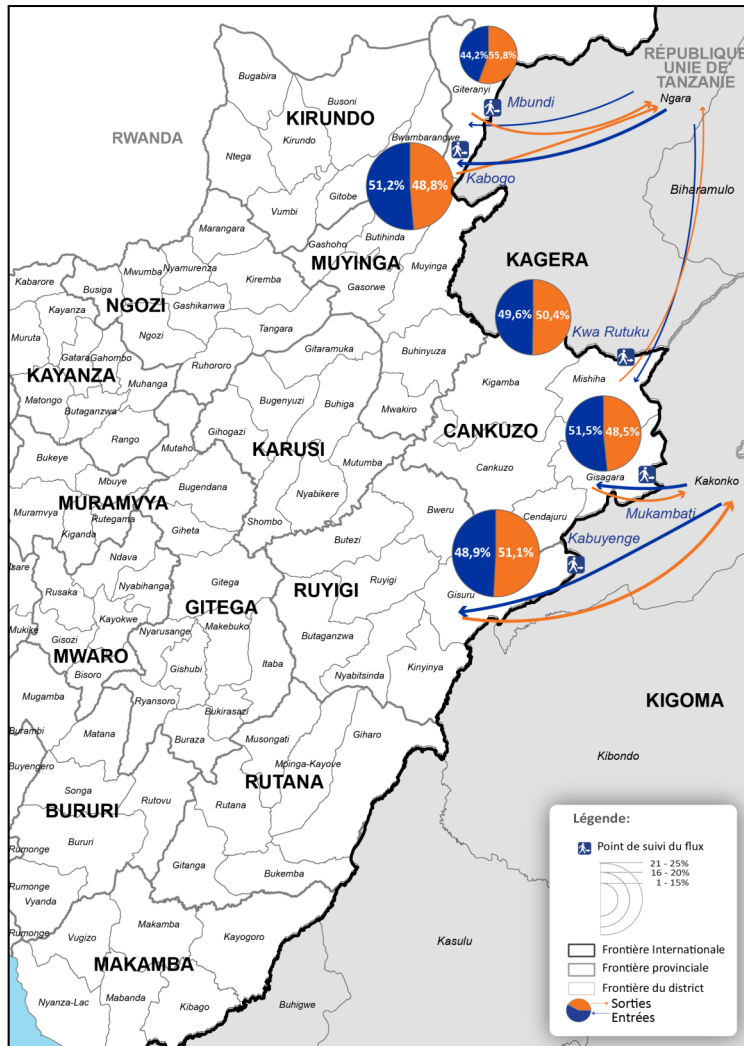 44,2%
55,8%
Giteranyi
Mbundi
RÉPUBLIQUE
UNIE DE
TANZANIE
Ngara
Bugabira
Busoni
KIRUNDO
RWANDA
Kirundo
Bwambarangwe
Ntega
Kabogo
51,2%
48,8%
Gitobe
Vumbi
Biharamulo
Marangara
Butihinda
Gashoho
MUYINGA
Muyinga
KAGERA
Mwumba
Nyamurenza
Kabarore
Busiga
Kiremba
Gasorwe
NGOZI
Kayanza
Gashikanwa
49,6%
50,4%
Kwa Rutuku
Muruta
Ngozi
Tangara
Gatara
Gahombo
Gitaramuka
Buhinyuza
Ruhororo
KAYANZA
Muhanga
Kigamba
Mishiha
Matongo
Bugenyuzi
Buhiga
Mwakiro
Butaganzwa
Gihogazi
CANKUZO
51,5%
48,5%
Rango
Mutaho
KARUSI
Bukeye
Mutumba
Cankuzo
Mbuye
Bugendana
Gisagara
Kakonko
MURAMVYA
Nyabikere
Muramvya
Rutegama
Shombo
Bweru
Cendajuru
Mukambati
Kiganda
Giheta
Butezi
Kabuyenge
Ndava
48,9%
51,1%
Isare
Rusaka
Nyabihanga
Gitega
RUYIGI
Ruyigi
Gisuru
Kayokwe
GITEGA
Makebuko
Mukike
Nyarusange
Butaganzwa
Gisozi
MWARO
Gishubi
Itaba
Kinyinya
Bisoro
Nyabitsinda
Mugamba
Ryansoro
Bukirasazi
KIGOMA
Burambi
Matana
Buraza
Musongati
Giharo
Buyengero
Mpinga-Kayove
Kibondo
Songa
RUTANA
BURURI
Rutovu
Rutana
Bururi
Rumonge
Gitanga
Bukemba
Rumonge
Vyanda
Rumonge
Makamba
Vugizo
Kayogoro
Kasulu
MAKAMBA
Nyanza-Lac
Mabanda
Kibago
Buhigwe
Légende:
Point de suivi du flux
21 - 25%
16 - 20%
1 - 15%
Frontière Internationale
Frontière provinciale
Frontière du district
Sorties
Entrées